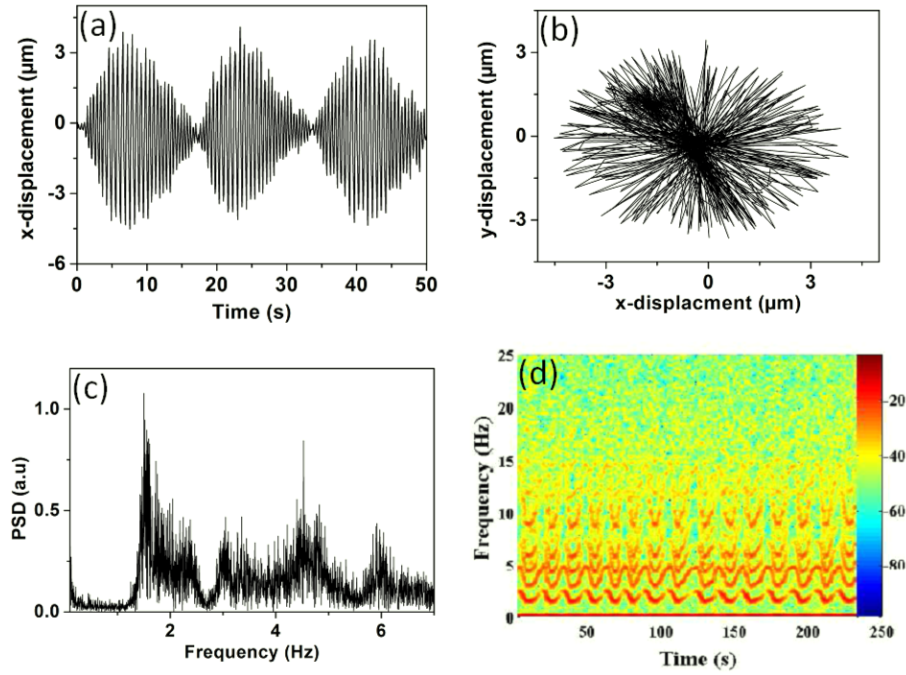 (a)
x-displacement (µm)
3
0
-3
-6
0 10 20 30 40 50
Time (s)
(b)
y-displacement (µm)
3
0
-3
-3 0 3
x-displacment (µm)
(c)
PSD (a.u)
1.0
0.5
0.0
2 4 6
Frequency (Hz)
(d)
Frequency (Hz)
25
20
15
10
5
0
50 100 150 200 250
Time (s)
-20
-40
-60
-80